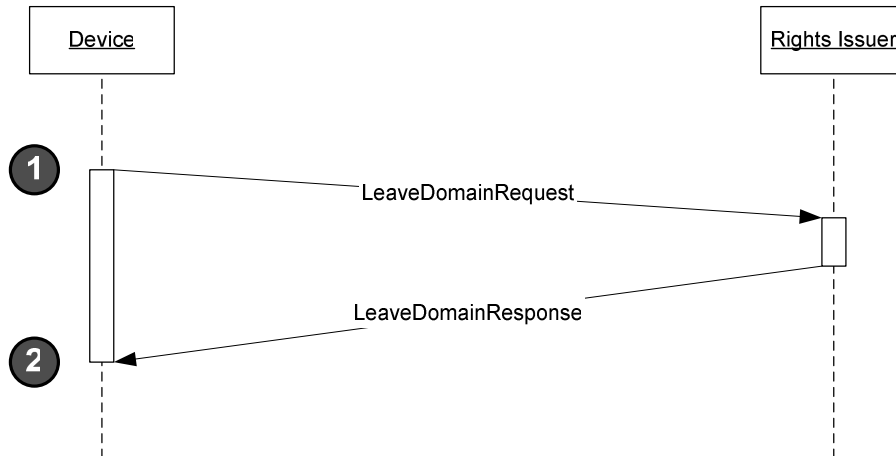 Device
Rights Issuer
1
LeaveDomainRequest
LeaveDomainResponse
2